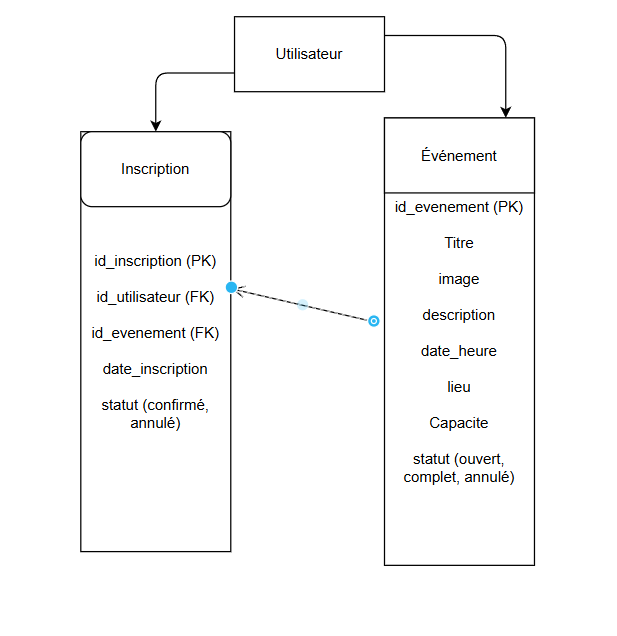 Utilisateur
Inscription
id_inscription (PK)
id_utilisateur (FK)
id_evenement (FK)
date_inscription
statut (confirmé,
annulé)
Événement
id_evenement (PK)
Titre
image
description
date_heure
lieu
Capacite
statut (ouvert,
complet, annulé)